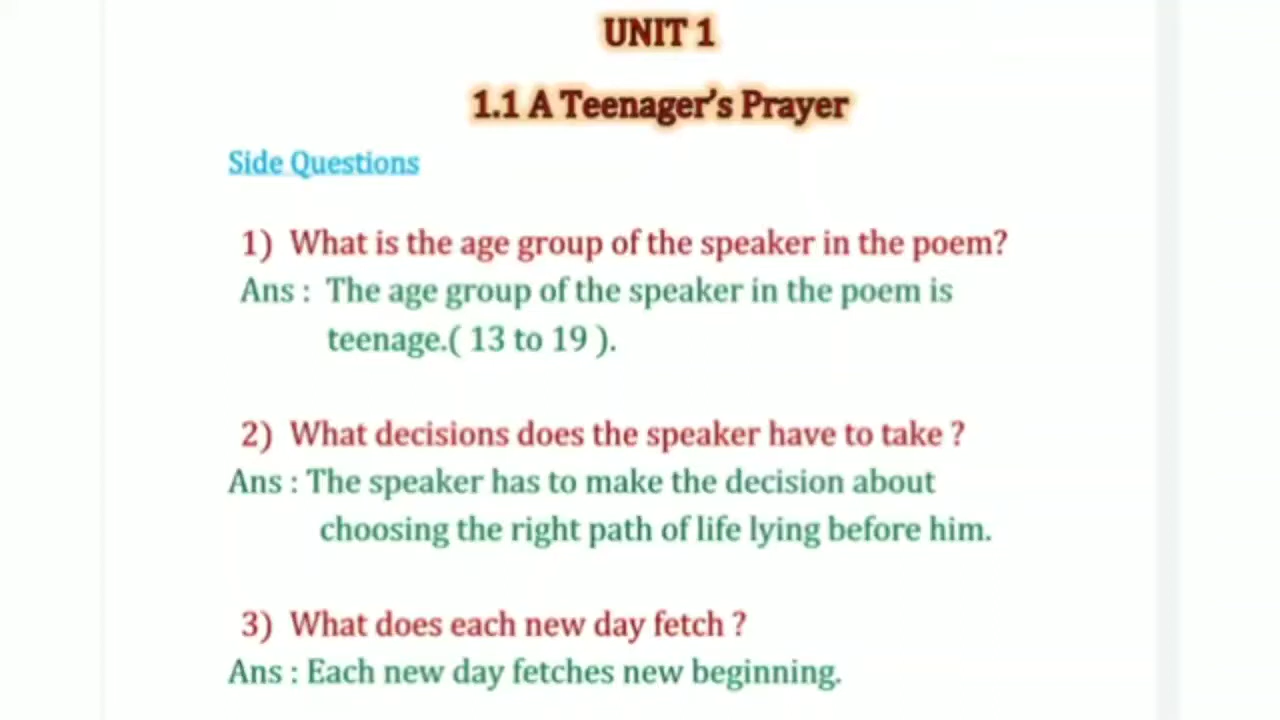 UNIT 1
1.1 A Teenager’s Prayer
Side Questions
1) What is the age group of the speaker in the poem?
Ans : The age group of the speaker in the poem is
teenage.( 13 to 19 ).
2) What decisions does the speaker have to take ?
Ans : The speaker has to make the decision about
choosing the right path of life lying before him.
3) What does each new day fetch ?
Ans : Each new day fetches new beginning.